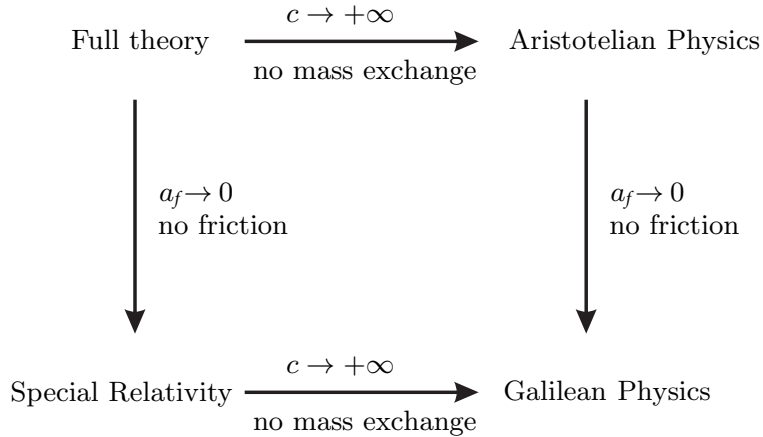 c → +∞
Full theory
Aristotelian Physics
no mass exchange
a_f → 0
no friction
a_f → 0
no friction
c → +∞
Special Relativity
Galilean Physics
no mass exchange